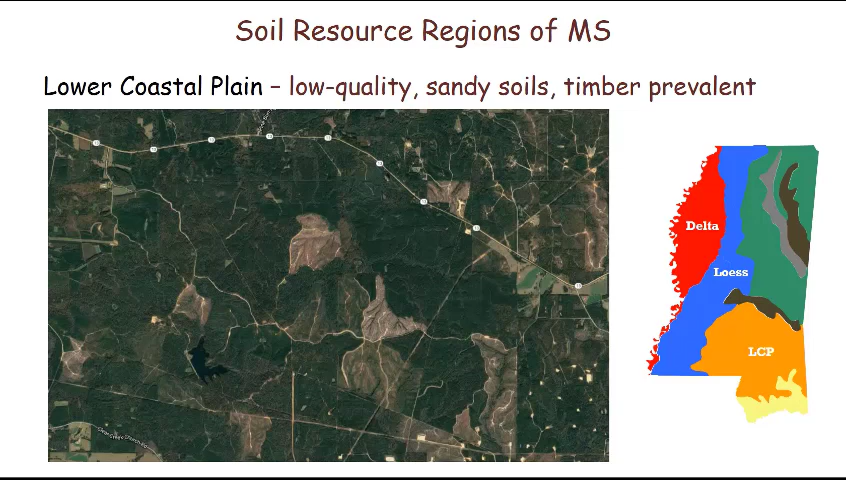 Soil Resource Regions of MS
Lower Coastal Plain – low-quality, sandy soils, timber prevalent
Delta
Loess
LCP